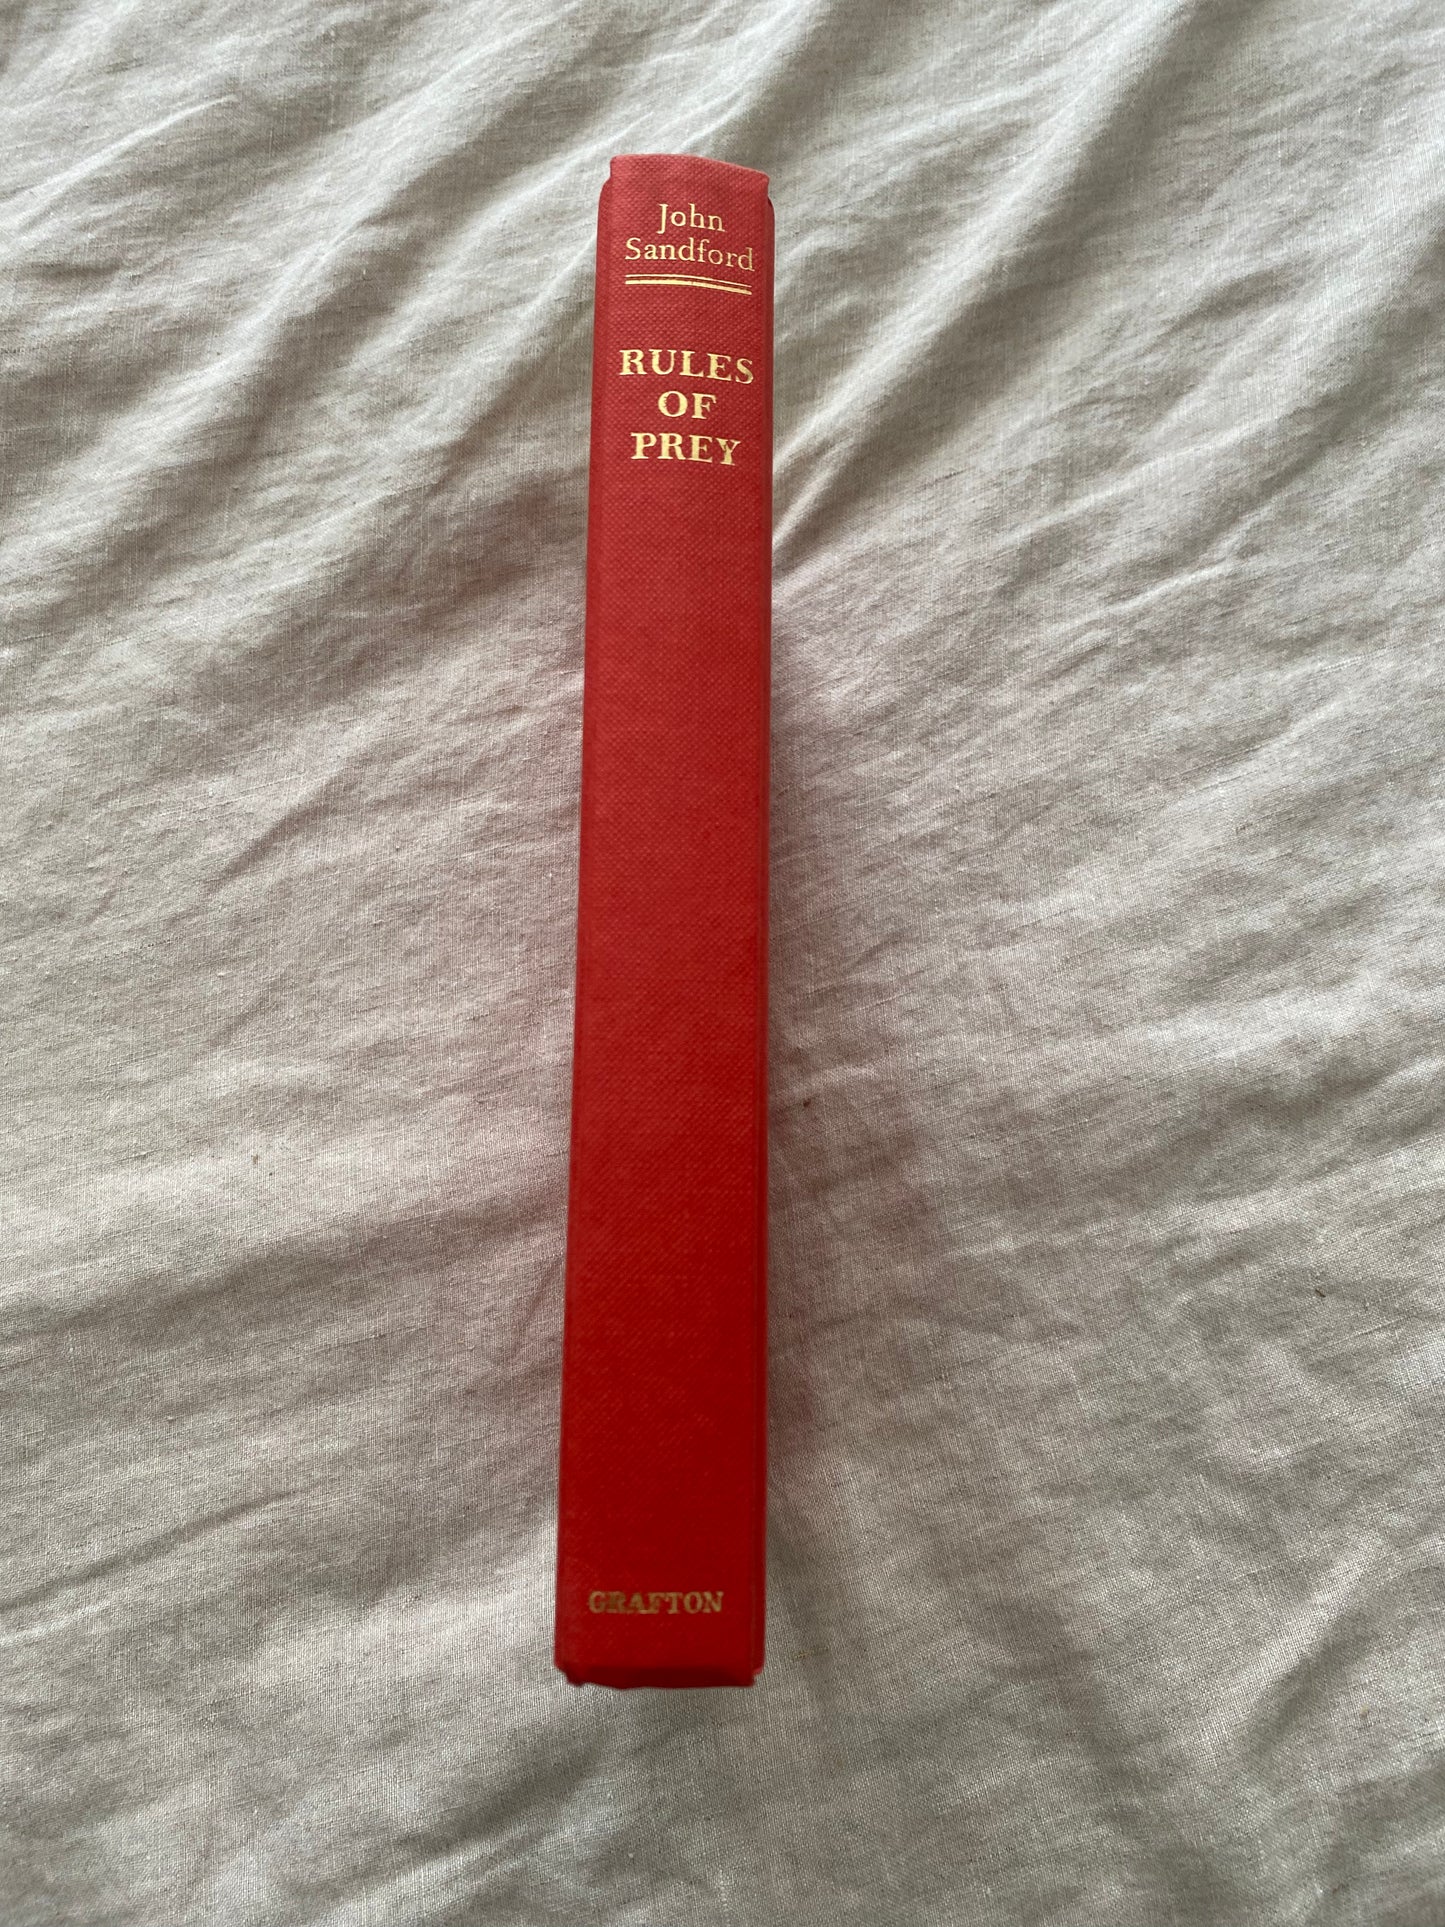 John
Sandford
RULES
OF
PREY
GRAFTON